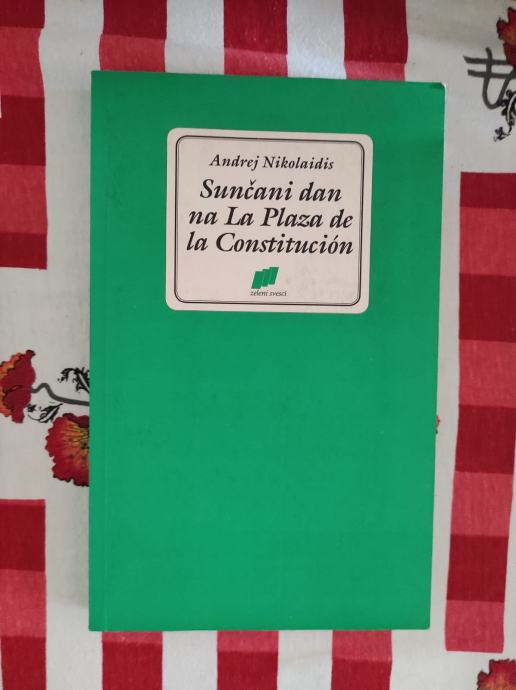 Andrej Nikolaidis
Sunčani dan
na La Plaza de
la Constitución
zeleni svesci